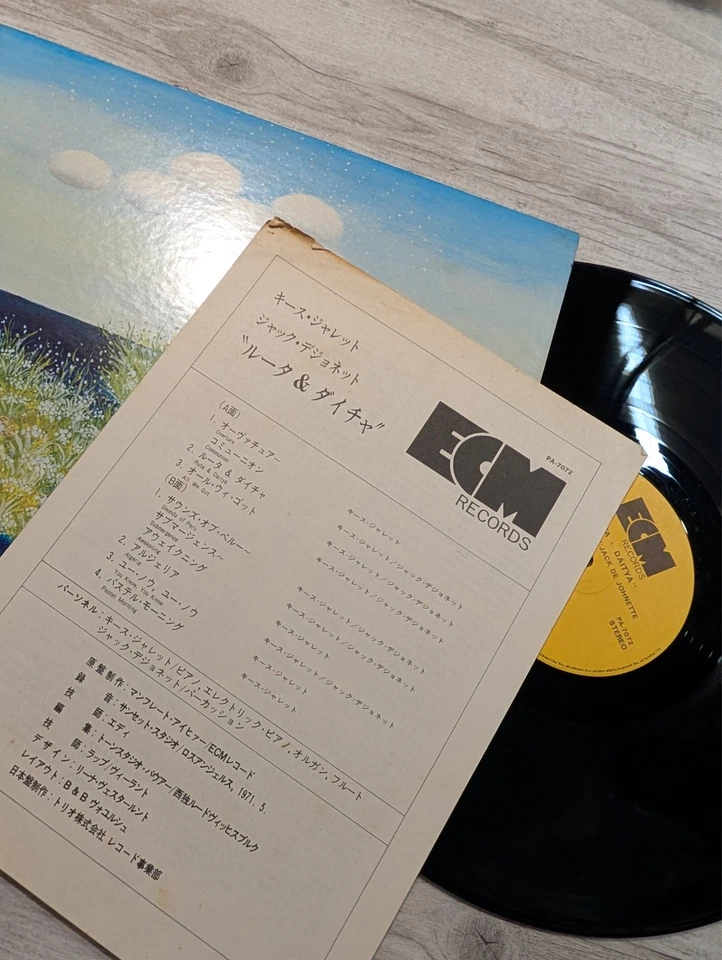 キース・ジャレット
ジャック・デジョネット
"ルータ & ダイチャ"
ECM
RECORDS
PA-7072
(A面)
1. オーヴァチュアー
Overture
コミューニオン
Communion
2. ルータ & ダイチャ
Ruta & Daitya
3. オール・ウィ・ゴット
All We Got
(B面)
1. サウンズ・オブ・ペルー〜
Sounds of Peru
サブマージェンス〜
Submergence
アウェイクニング
Awakening
2. アルジェリア
Algeria
3. ユー・ノウ, ユー・ノウ
You Know, You Know
4. パステル・モーニング
Pastel Morning
キース・ジャレット
キース・ジャレット/ジャック・デジョネット
キース・ジャレット/ジャック・デジョネット
キース・ジャレット/ジャック・デジョネット
キース・ジャレット/ジャック・デジョネット
キース・ジャレット/ジャック・デジョネット
キース・ジャレット
キース・ジャレット/ジャック・デジョネット
キース・ジャレット
パーソネル:キース・ジャレット/ピアノ, エレクトリック・ピアノ, オルガン, フルート
ジャック・デジョネット/パーカッション
原盤制作:マンフレート・アイヒァー/ECMレコード
録音:サンセット・スタジオ/ロスアンジェルス, 1971. 5.
技師:エディ
編集:トーンスタジオ・バウアー/西独ルードヴィッヒスブルク
技師:ラップ/ヴィーラント
デザイン:リーナ・ヴェスタールント
レイアウト:B & B ヴォユルシュ
日本盤制作:トリオ株式会社 レコード事業部
ECM
RECORDS
DAITYA"
JACK DE JOHNETTE
PA-7072
STEREO